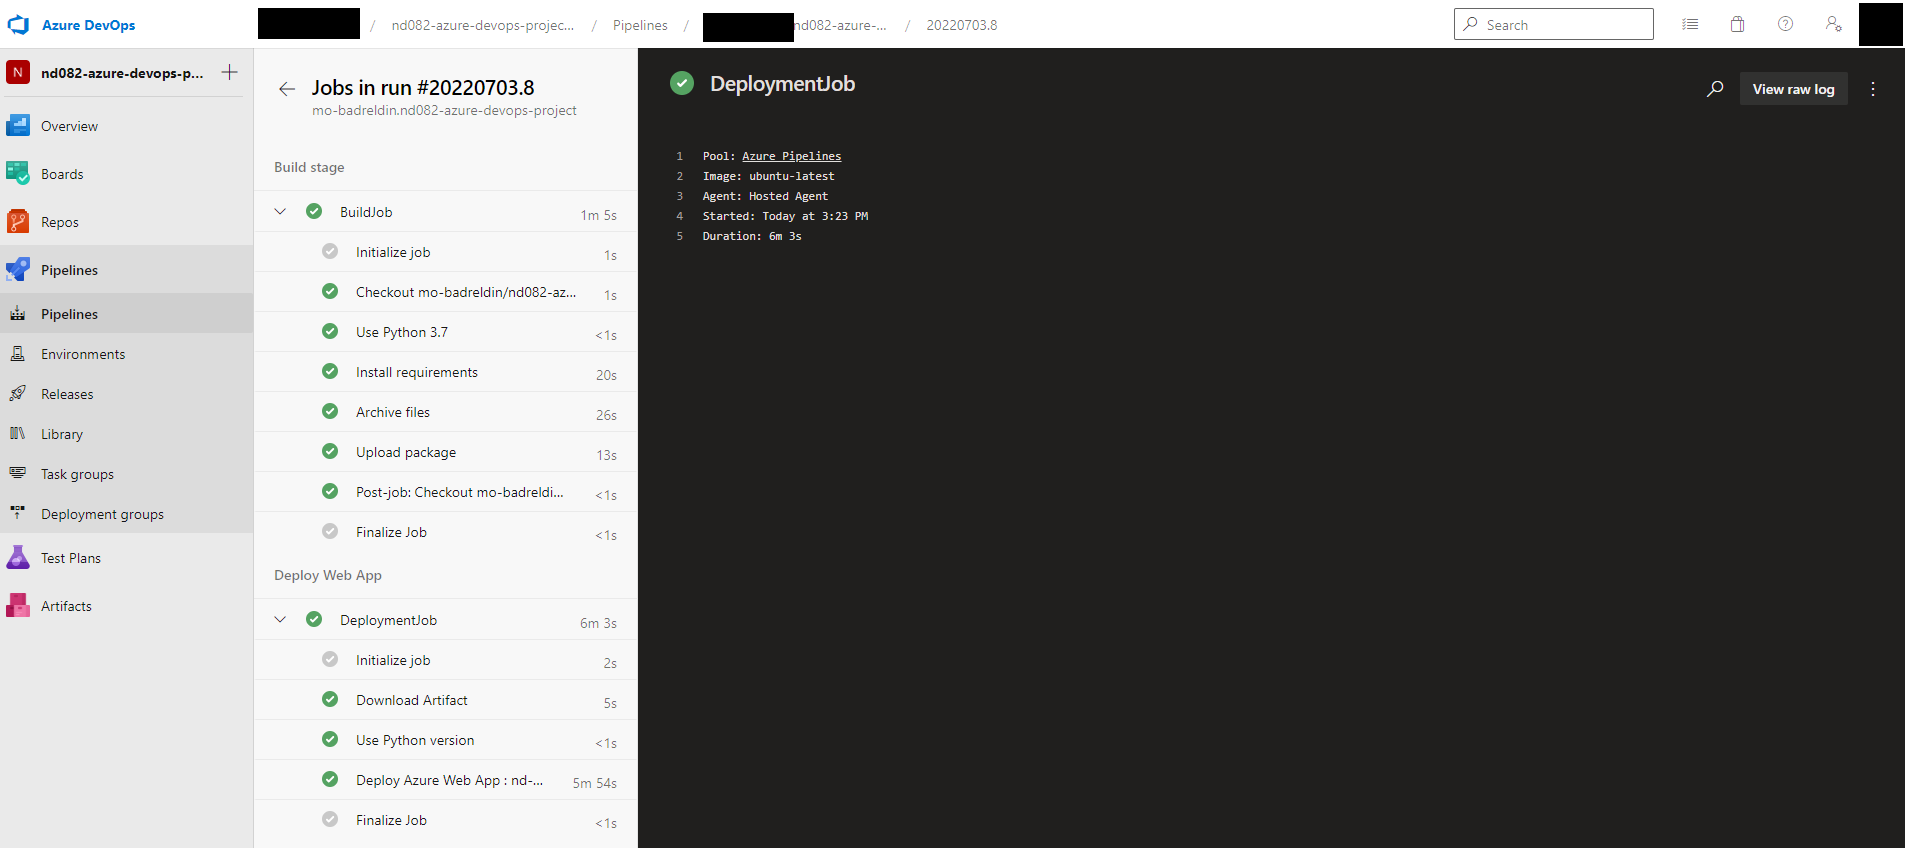 Azure DevOps
/ nd082-azure-devops-projec... / Pipelines / nd082-azure-... / 20220703.8
Search
N nd082-azure-devops-p...
Overview
Boards
Repos
Pipelines
Pipelines
Environments
Releases
Library
Task groups
Deployment groups
Test Plans
Artifacts
Jobs in run #20220703.8
mo-badreldin.nd082-azure-devops-project
Build stage
BuildJob 1m 5s
Initialize job 1s
Checkout mo-badreldin/nd082-az... 1s
Use Python 3.7 <1s
Install requirements 20s
Archive files 26s
Upload package 13s
Post-job: Checkout mo-badreldi... <1s
Finalize Job <1s
Deploy Web App
DeploymentJob 6m 3s
Initialize job 2s
Download Artifact 5s
Use Python version <1s
Deploy Azure Web App : nd-... 5m 54s
Finalize Job <1s
DeploymentJob
View raw log
1 Pool: Azure Pipelines
2 Image: ubuntu-latest
3 Agent: Hosted Agent
4 Started: Today at 3:23 PM
5 Duration: 6m 3s